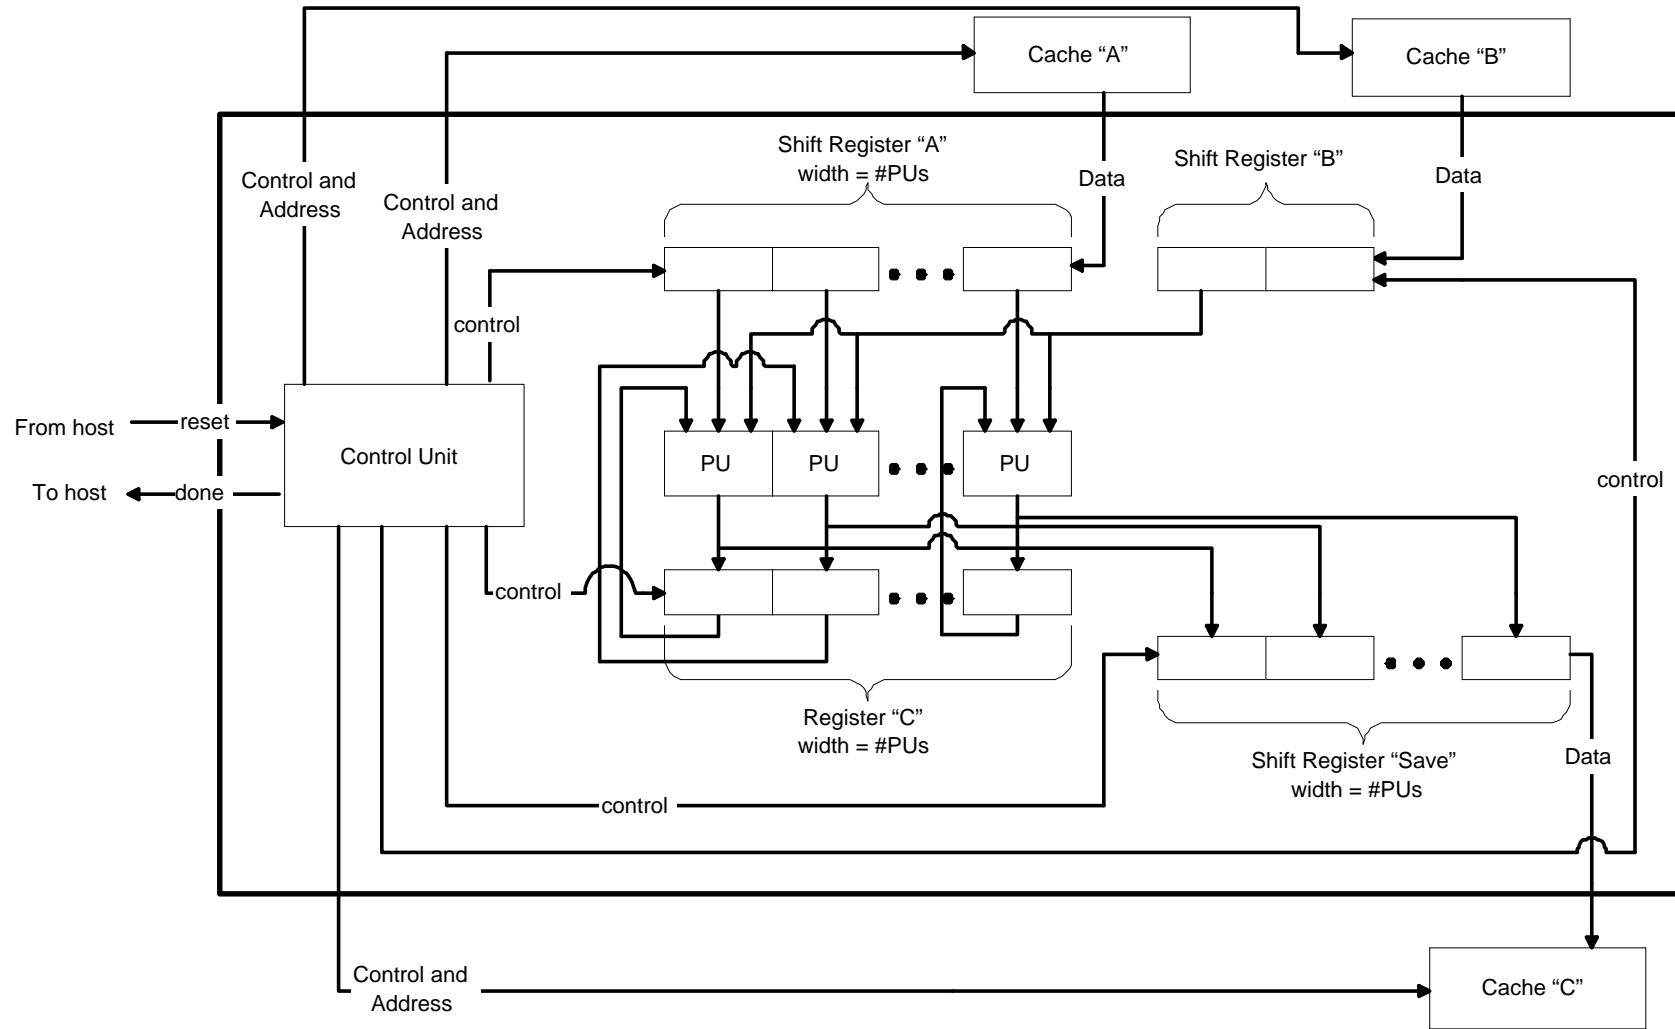 Cache “A”
Cache “B”
Shift Register “A”
width = #PUs
Shift Register “B”
Control and
Address
Control and
Address
Data
Data
control
From host
reset
Control Unit
PU
PU
PU
To host
done
control
control
Register “C”
width = #PUs
Shift Register “Save”
width = #PUs
Data
control
Control and
Address
Cache “C”